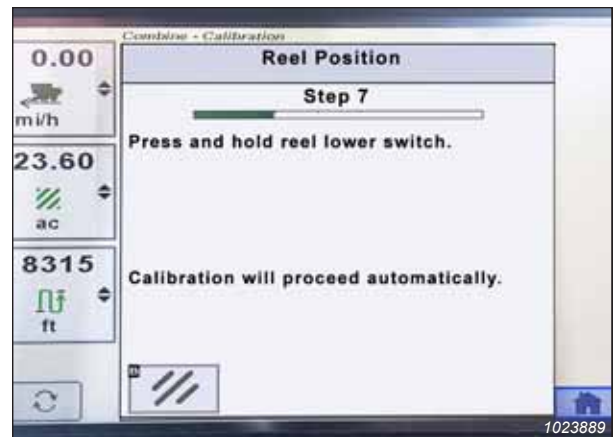 Combine - Calibration
Reel Position
Step 7
Press and hold reel lower switch.
Calibration will proceed automatically.
0.00
mi/h
23.60
ac
8315
ft
1023889